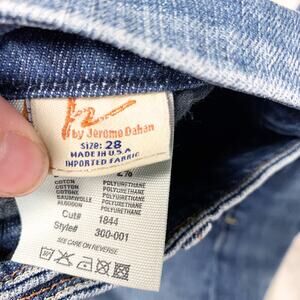 by Jerome Dahan
Size: 28
MADE IN U.S.A
IMPORTED FABRIC
2%
COTTON POLYURETHANE
COTTON POLYURETHANE
COTONE POLYURETHANE
BAUMWOLLE POLYURETHANE
ALGODON POLYURETHANE
Cut# 1844
Style# 300-001
SEE CARE ON REVERSE